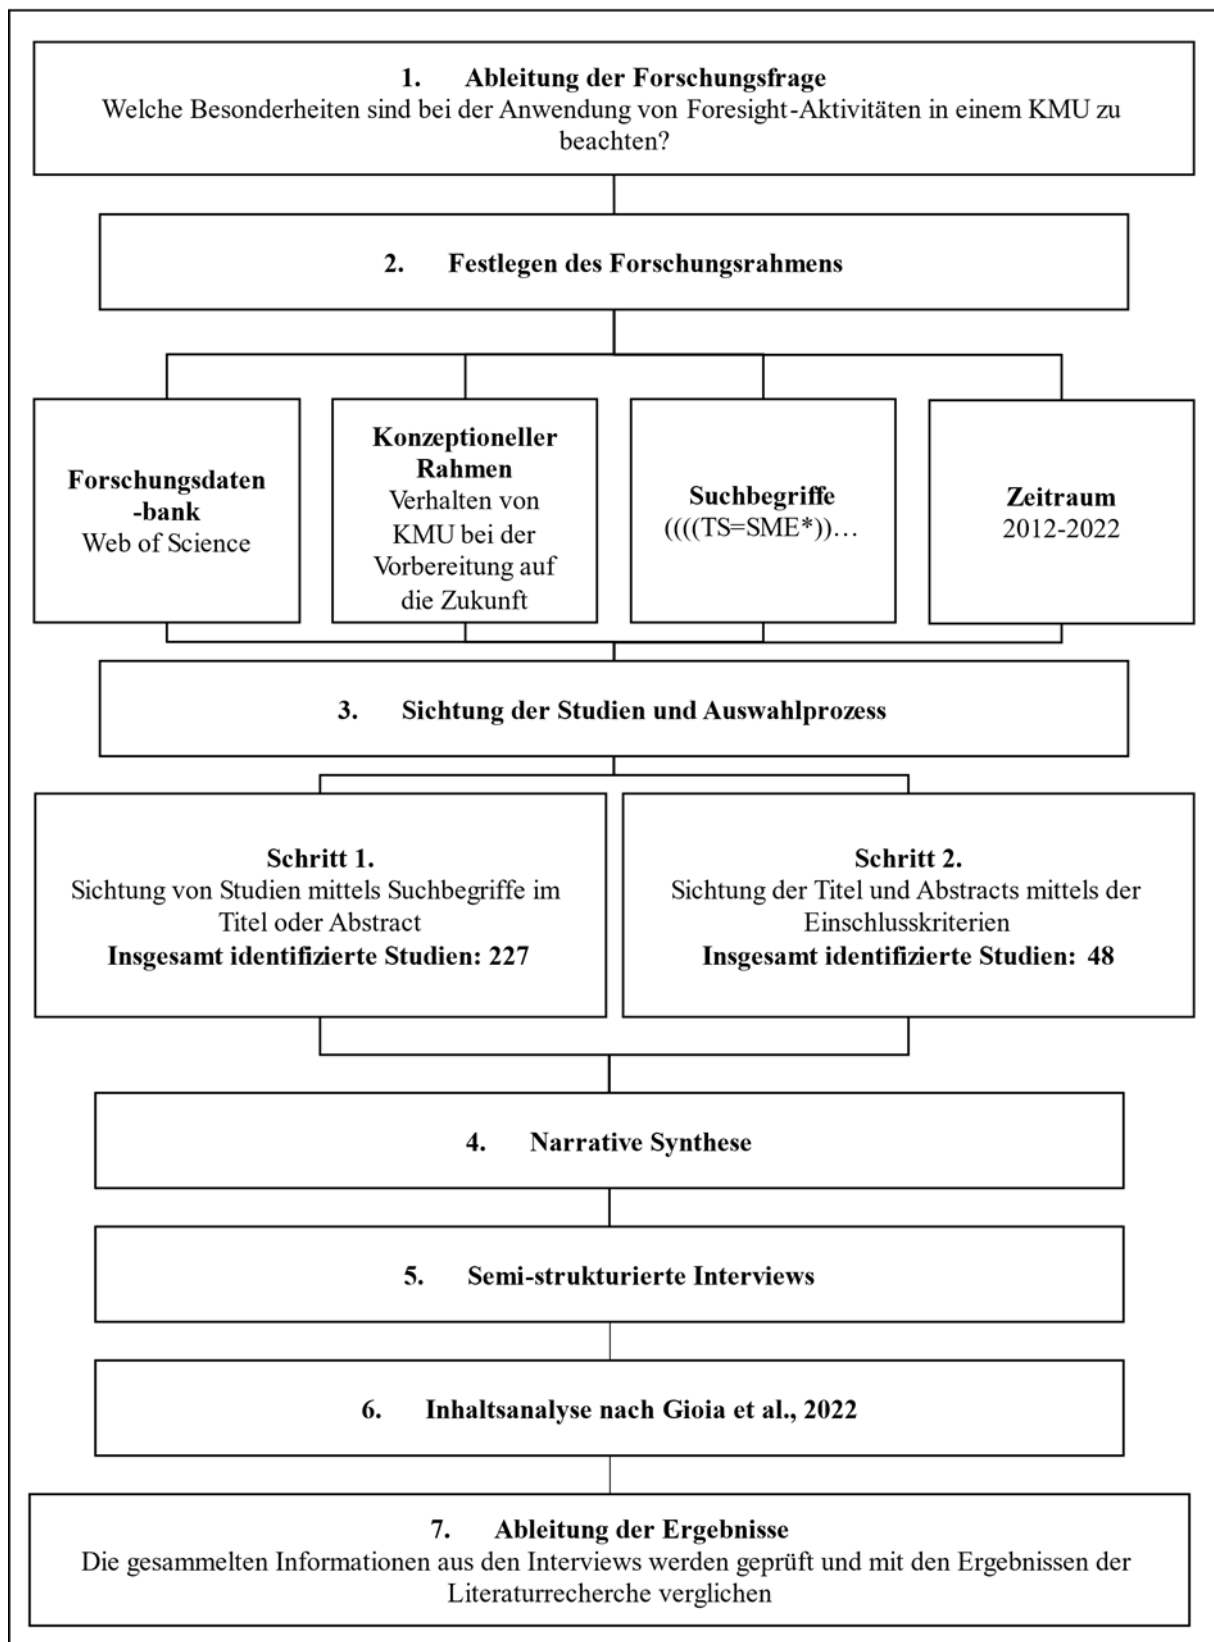 1. Ableitung der Forschungsfrage
Welche Besonderheiten sind bei der Anwendung von Foresight-Aktivitäten in einem KMU zu
beachten?
2. Festlegen des Forschungsrahmens
Forschungsdaten
-bank
Web of Science
Konzeptioneller
Rahmen
Verhalten von
KMU bei der
Vorbereitung auf
die Zukunft
Suchbegriffe
((((TS=SME*))…
Zeitraum
2012-2022
3. Sichtung der Studien und Auswahlprozess
Schritt 1.
Sichtung von Studien mittels Suchbegriffe im
Titel oder Abstract
Insgesamt identifizierte Studien: 227
Schritt 2.
Sichtung der Titel und Abstracts mittels der
Einschlusskriterien
Insgesamt identifizierte Studien: 48
4. Narrative Synthese
5. Semi-strukturierte Interviews
6. Inhaltsanalyse nach Gioia et al., 2022
7. Ableitung der Ergebnisse
Die gesammelten Informationen aus den Interviews werden geprüft und mit den Ergebnissen der
Literaturrecherche verglichen